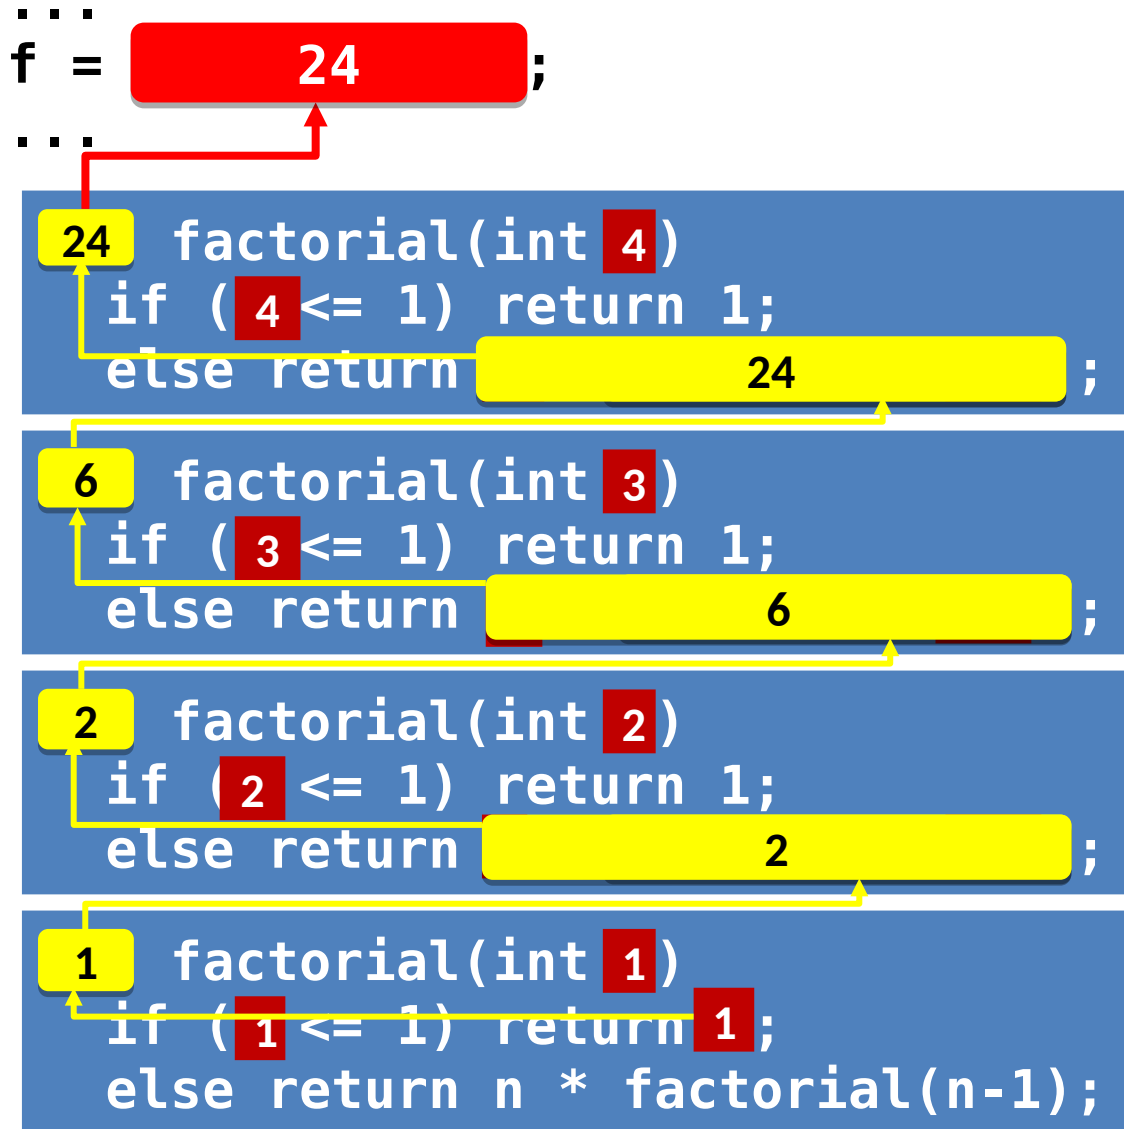 ...
f = 24 ;
...
24 factorial(int 4)
if ( 4 <= 1) return 1;
else return 24 ;
6 factorial(int 3)
if ( 3 <= 1) return 1;
else return 6 ;
2 factorial(int 2)
if ( 2 <= 1) return 1;
else return 2 ;
1 factorial(int 1)
if ( 1 <= 1) return 1 ;
else return n * factorial(n-1);